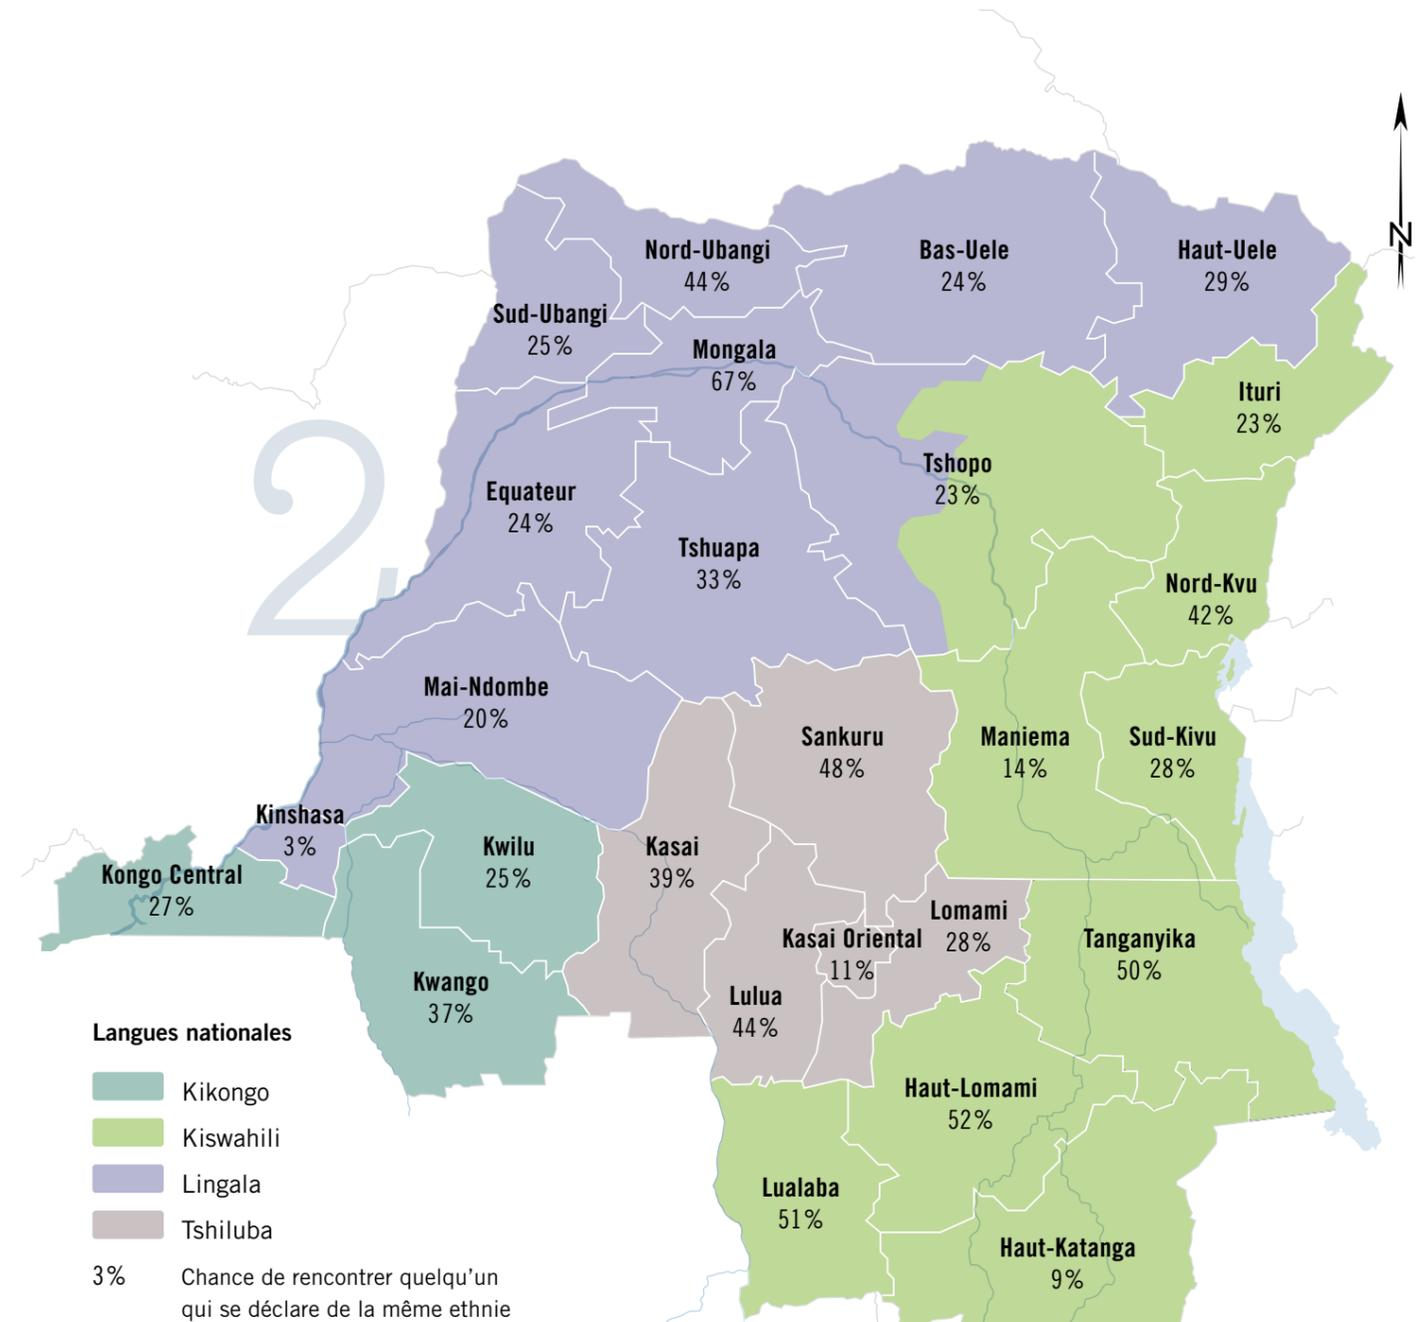 N
Nord-Ubangi
44%
Bas-Uele
24%
Haut-Uele
29%
Sud-Ubangi
25%
Mongala
67%
Ituri
23%
2
Tshopo
23%
Equateur
24%
Tshuapa
33%
Nord-Kvu
42%
Mai-Ndombe
20%
Sankuru
48%
Maniema
14%
Sud-Kivu
28%
Kinshasa
3%
Kwilu
25%
Kasai
39%
Kongo Central
27%
Lomami
28%
Kasai Oriental
11%
Tanganyika
50%
Kwango
37%
Lulua
44%
Haut-Lomami
52%
Lualaba
51%
Haut-Katanga
9%
Langues nationales
Kikongo
Kiswahili
Lingala
Tshiluba
3% Chance de rencontrer quelqu'un
qui se déclare de la même ethnie